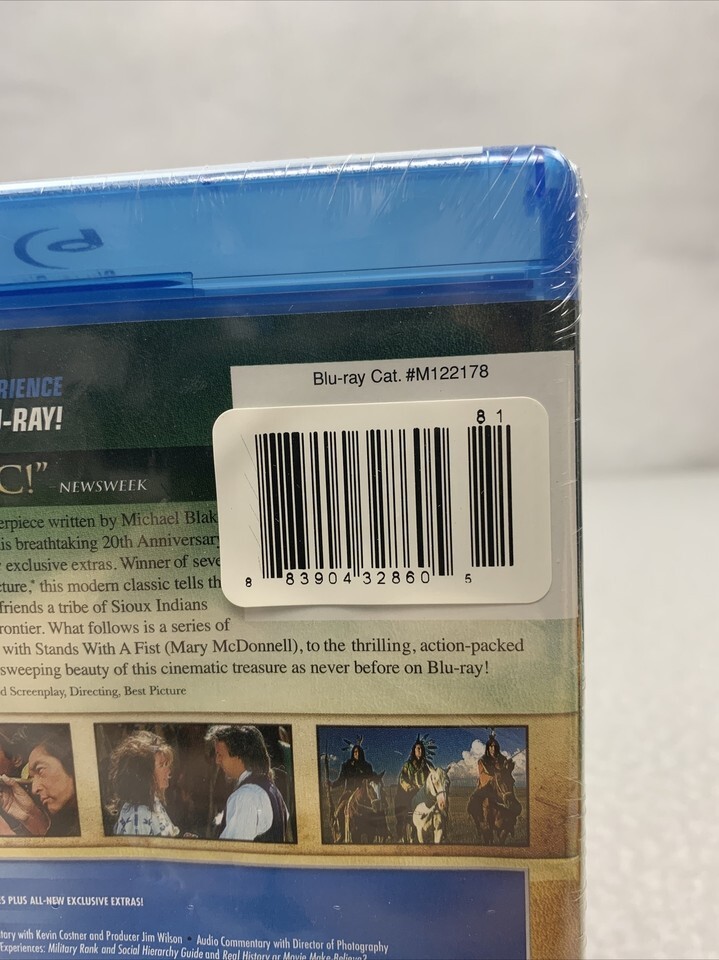 Blu-ray Cat. #M122178
RIENCE
-RAY!
81
C!" NEWSWEEK
8 83904 32860 5
erpiece written by Michael Blak
is breathtaking 20th Anniversary
exclusive extras. Winner of seve
cture,* this modern classic tells th
friends a tribe of Sioux Indians
rontier. What follows is a series of
with Stands With A Fist (Mary McDonnell), to the thrilling, action-packed
sweeping beauty of this cinematic treasure as never before on Blu-ray!
d Screenplay, Directing, Best Picture
S PLUS ALL-NEW EXCLUSIVE EXTRAS!
tary with Kevin Costner and Producer Jim Wilson • Audio Commentary with Director of Photography
Experiences: Military Rank and Social Hierarchy Guide and Real History or Movie Make-Believe?